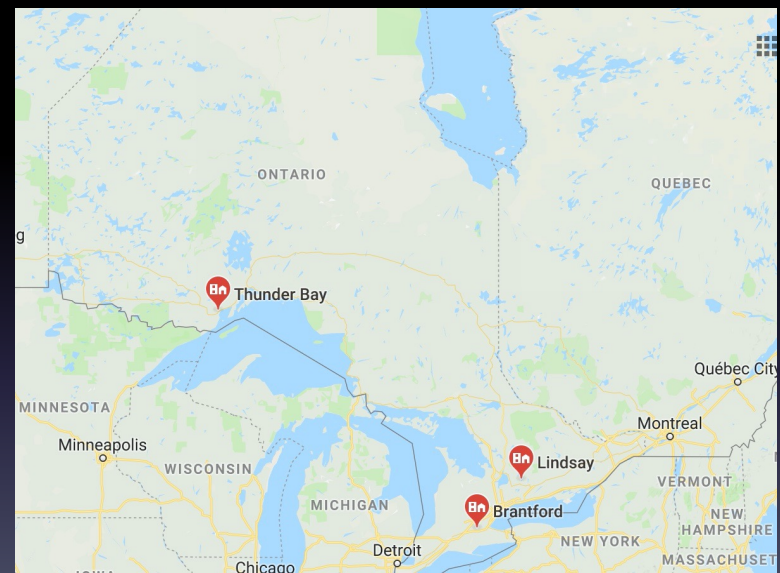 ONTARIO
QUEBEC
g
Thunder Bay
Québec City
MINNESOTA
Montreal
Minneapolis
Lindsay
WISCONSIN
VERMONT
MICHIGAN
Brantford
NEW
HAMPSHIRE
NEW YORK
Detroit
MASSACHUSET
Chicago